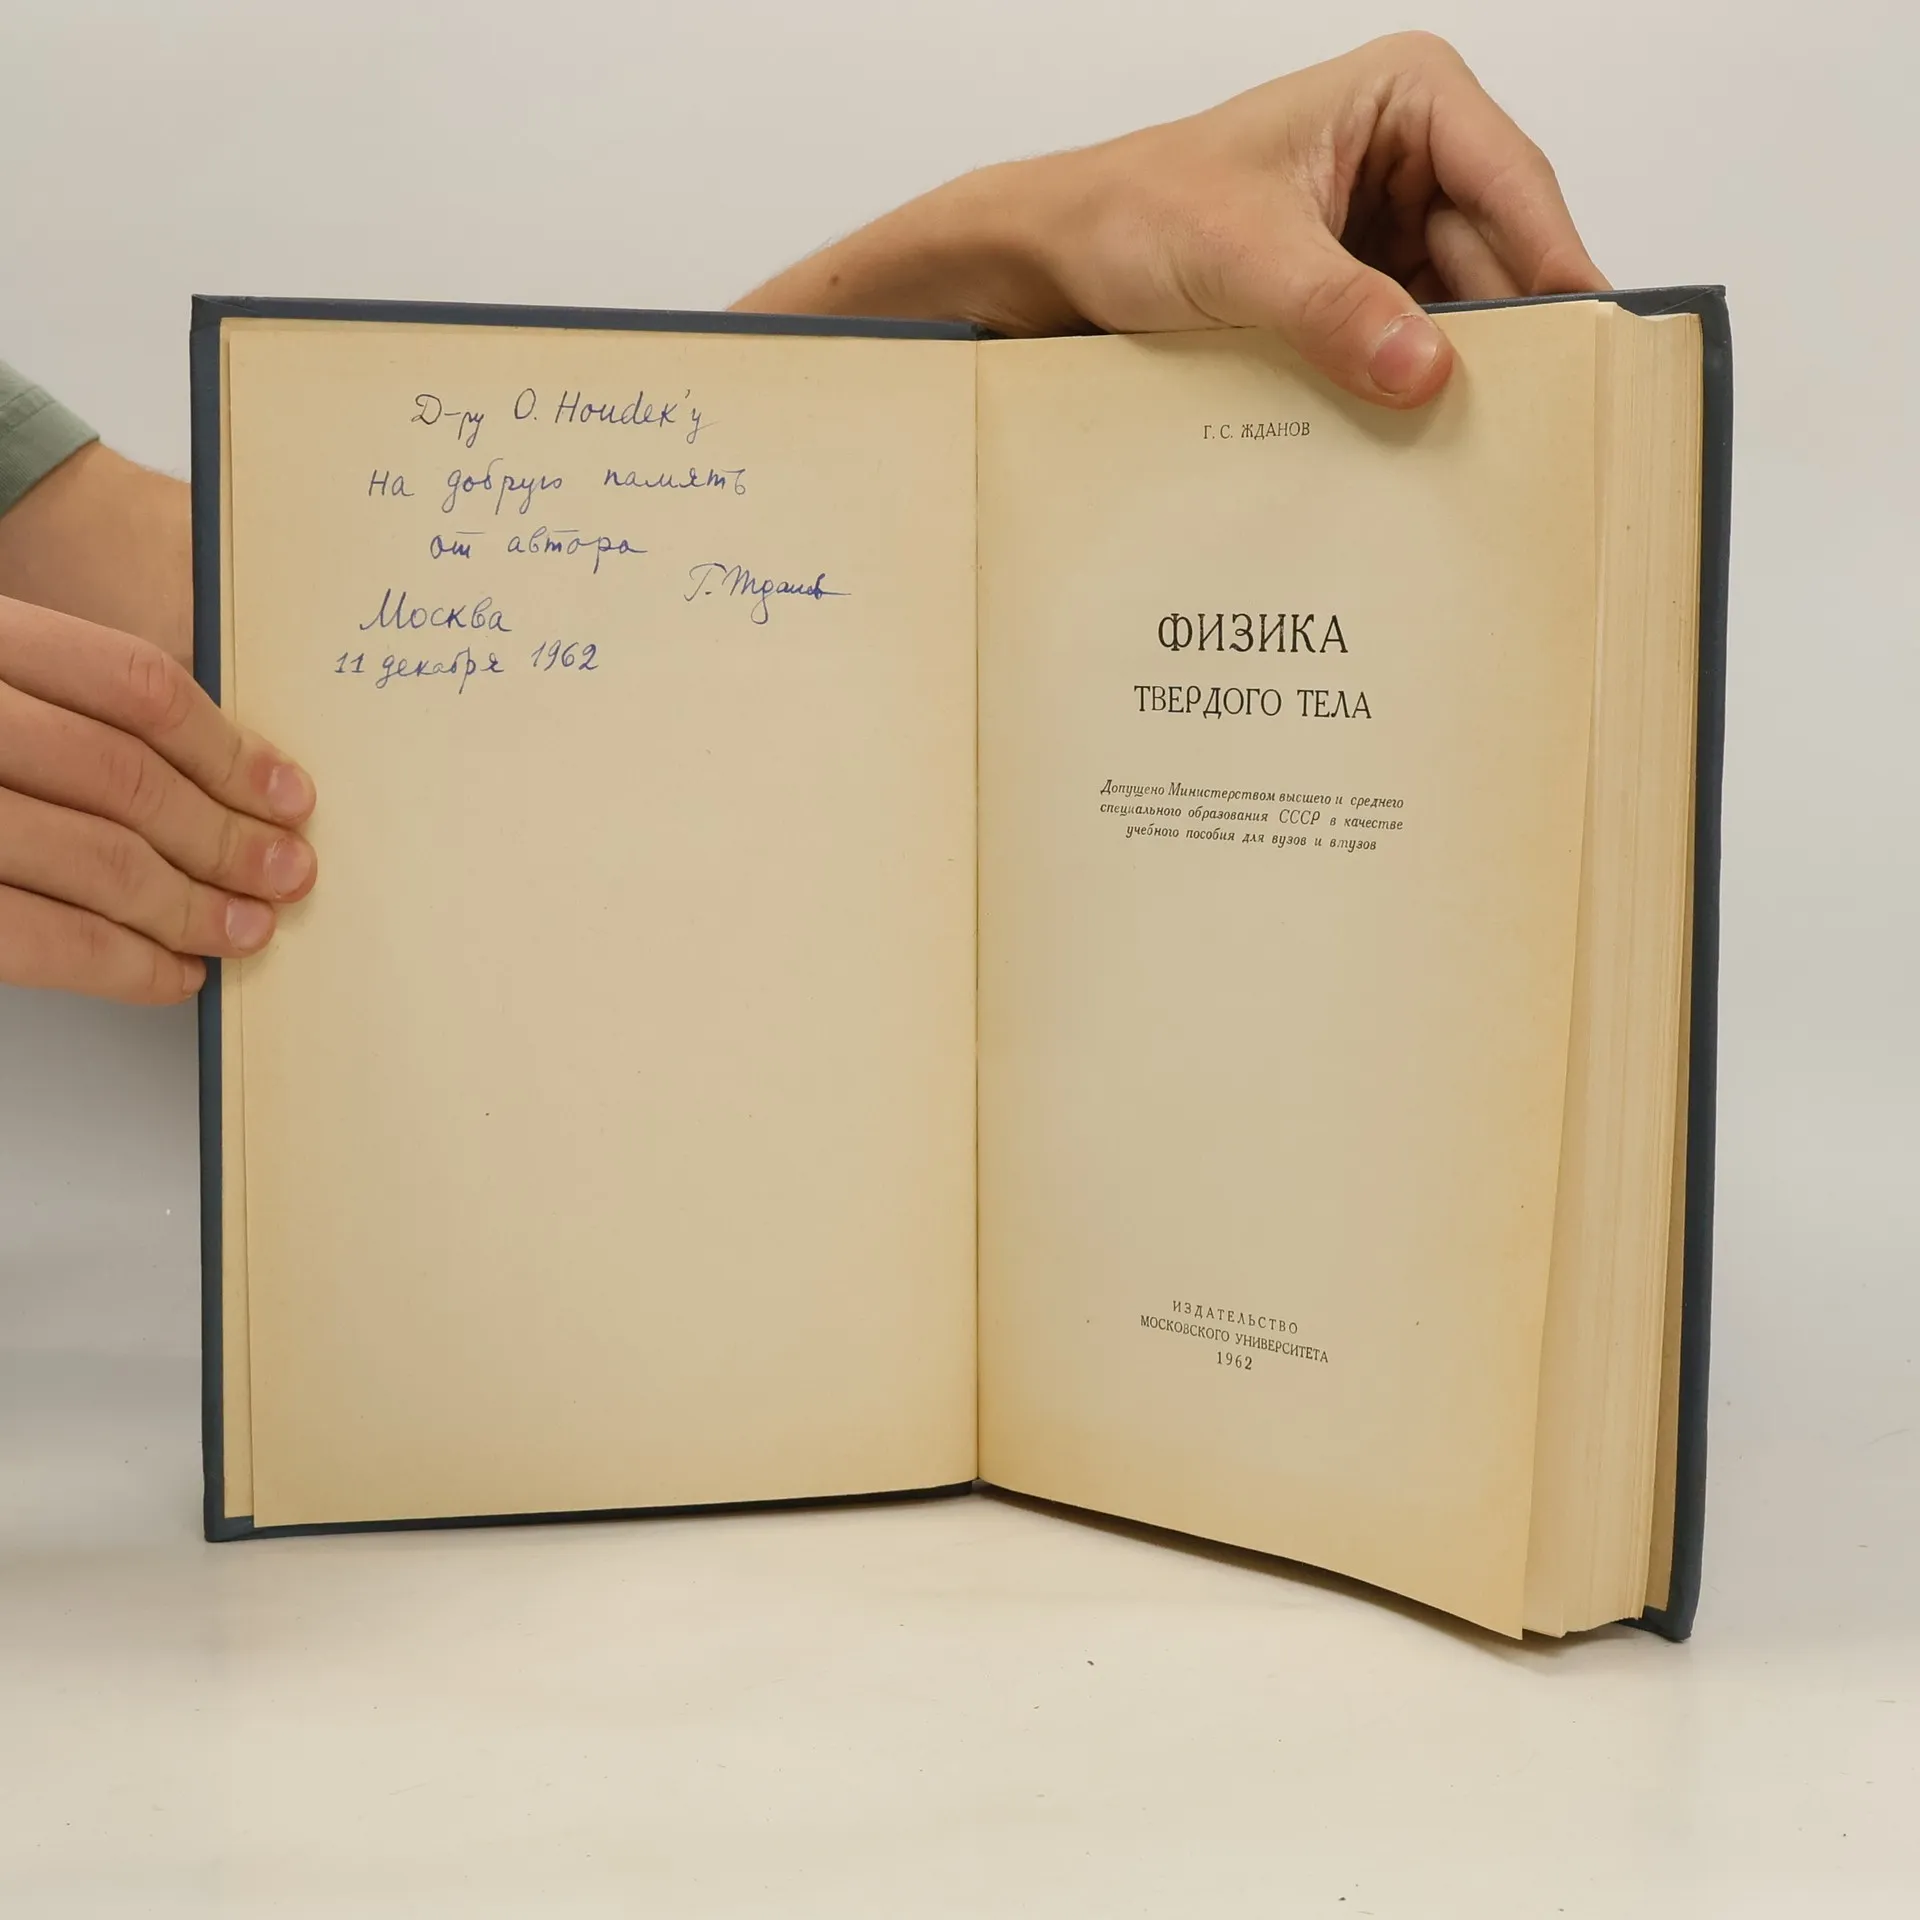 Д-ру O. Houdek'у
на добрую память
от автора
Г. Жданов
Москва
11 декабря 1962
Г. С. ЖДАНОВ
ФИЗИКА
ТВЕРДОГО ТЕЛА
Допущено Министерством высшего и среднего
специального образования СССР в качестве
учебного пособия для вузов и втузов
ИЗДАТЕЛЬСТВО
МОСКОВСКОГО УНИВЕРСИТЕТА
1962